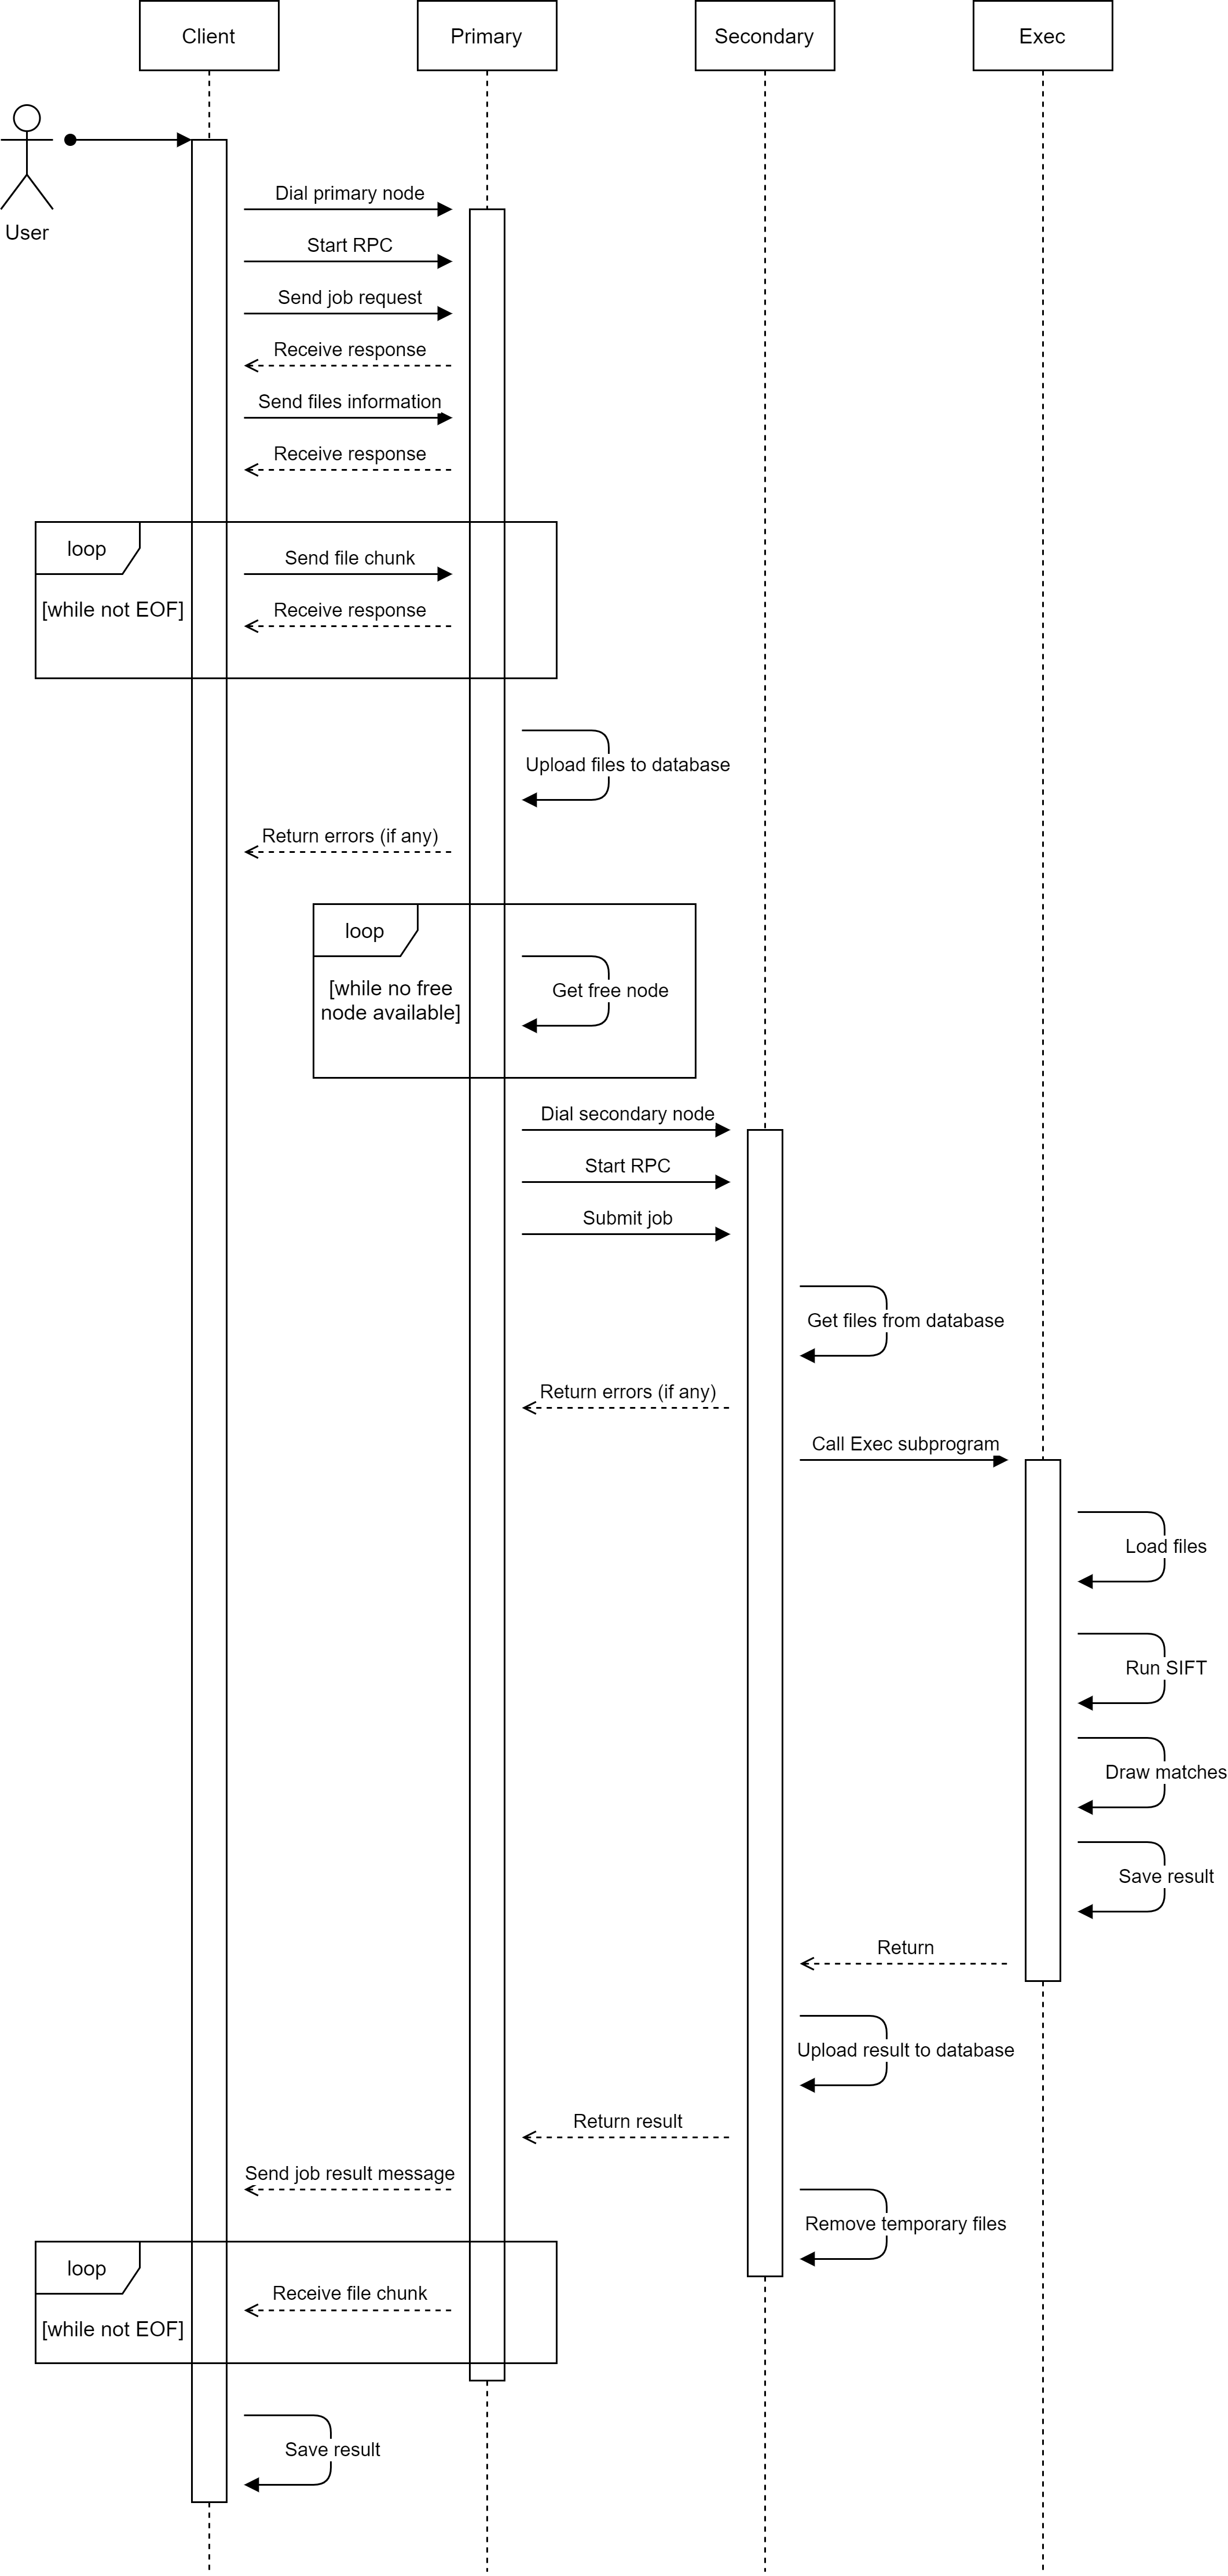 Client
Primary
Secondary
Exec
User
Dial primary node
Start RPC
Send job request
Receive response
Send files information
Receive response
loop
[while not EOF]
Send file chunk
Receive response
Upload files to database
Return errors (if any)
loop
[while no free
node available]
Get free node
Dial secondary node
Start RPC
Submit job
Get files from database
Return errors (if any)
Call Exec subprogram
Load files
Run SIFT
Draw matches
Save result
Return
Upload result to database
Return result
Send job result message
Remove temporary files
loop
[while not EOF]
Receive file chunk
Save result